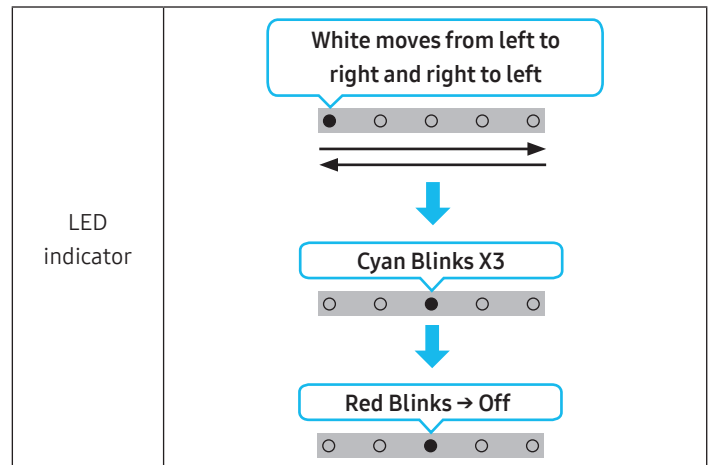 White moves from left to
right and right to left
LED
indicator
Cyan Blinks X3
Red Blinks → Off